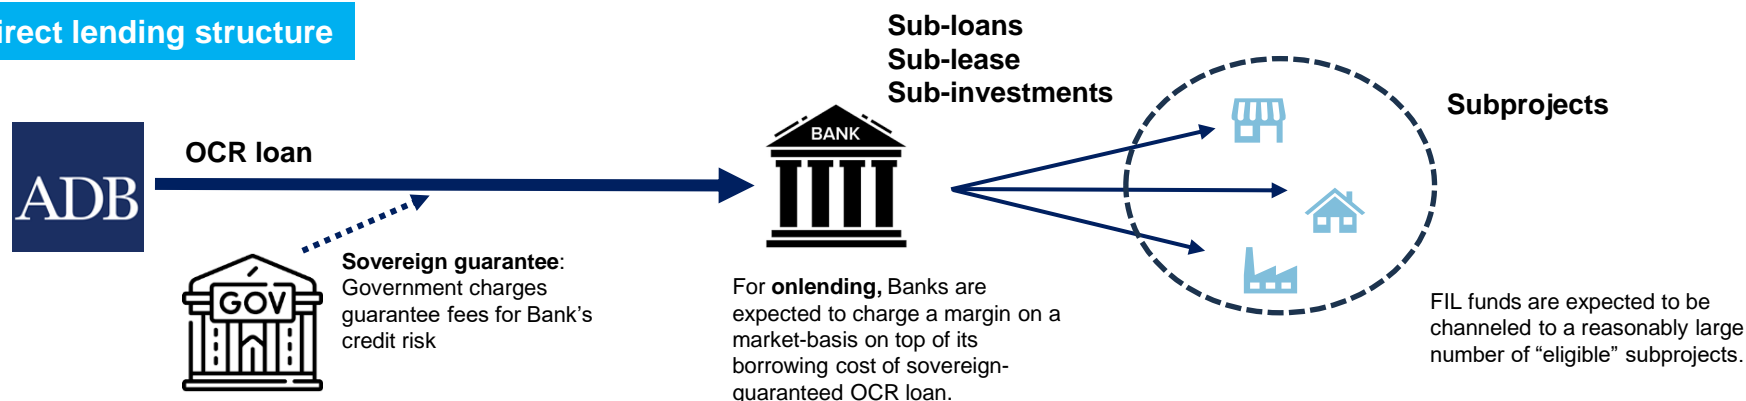 irect lending structure
Sub-loans
Sub-lease
Sub-investments
Subprojects
BANK
OCR loan
ADB
Sovereign guarantee:
Government charges
guarantee fees for Bank's
credit risk
GOV
For onlending, Banks are
expected to charge a margin on a
market-basis on top of its
borrowing cost of sovereign-
guaranteed OCR loan.
FIL funds are expected to be
channeled to a reasonably large
number of “eligible” subprojects.